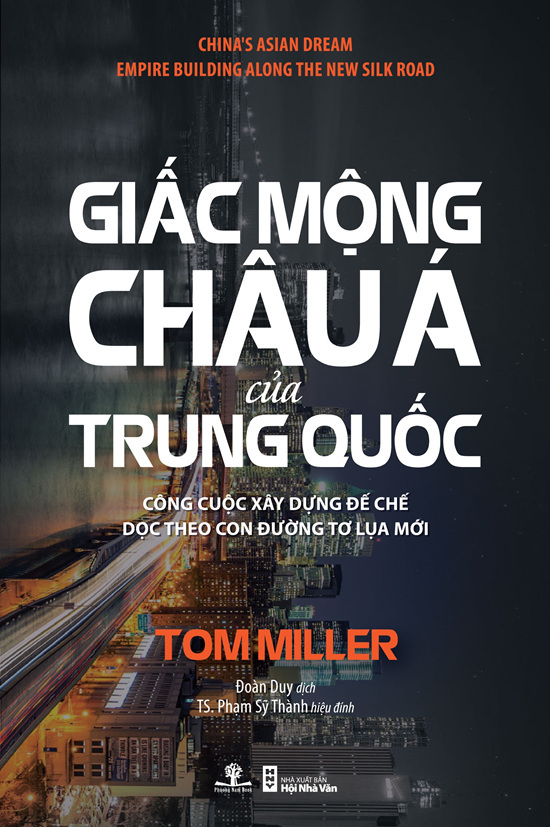 CHINA'S ASIAN DREAM
EMPIRE BUILDING ALONG THE NEW SILK ROAD
GIẤC MỘNG
CHÂU Á
của
TRUNG QUỐC
CÔNG CUỘC XÂY DỰNG ĐẾ CHẾ
DỌC THEO CON ĐƯỜNG TƠ LỤA MỚI
TOM MILLER
Đoàn Duy dịch
TS. Phạm Sỹ Thành hiệu đính
Phương Nam Book
HNV
NHÀ XUẤT BẢN
Hội Nhà Văn